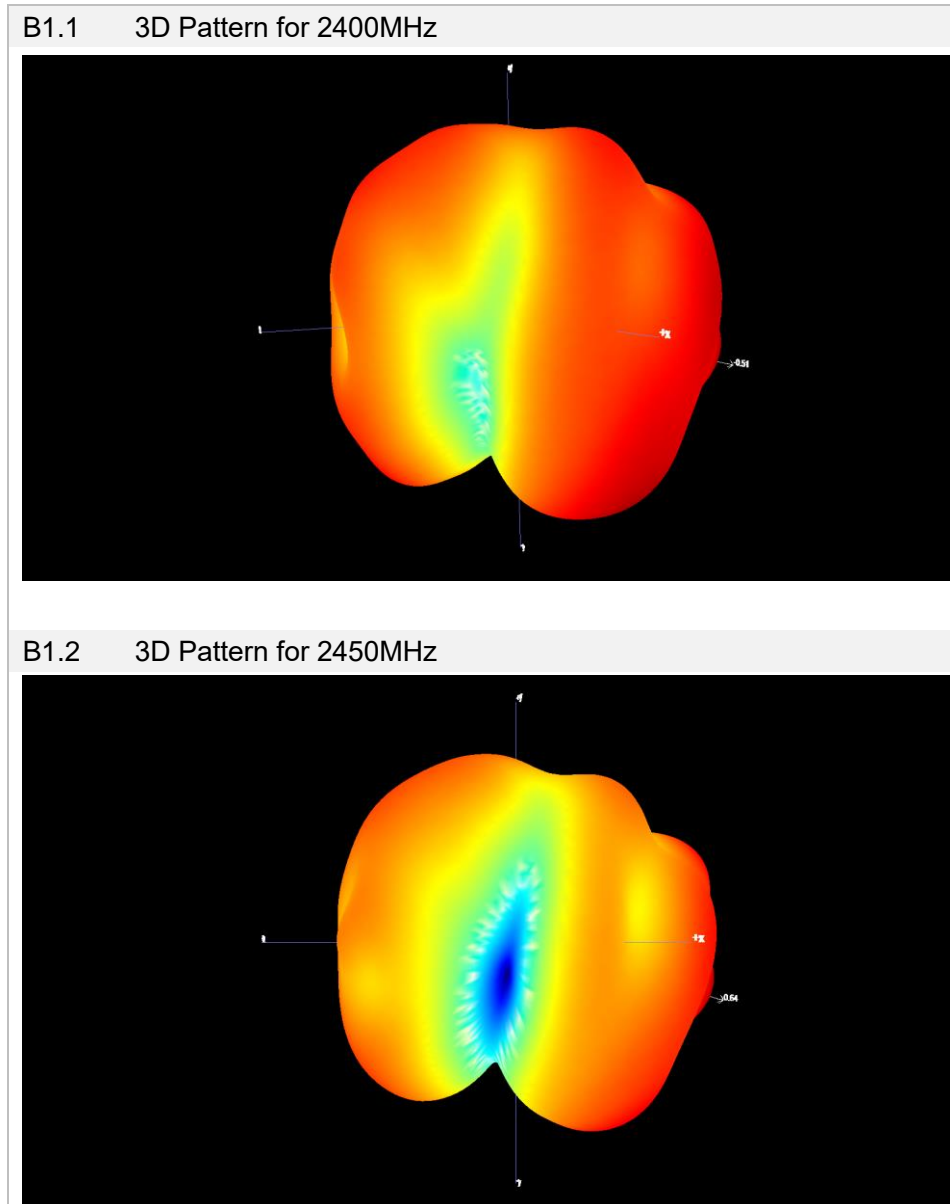 B1.1 3D Pattern for 2400MHz
+X
-0.51
B1.2 3D Pattern for 2450MHz
+X
0.64